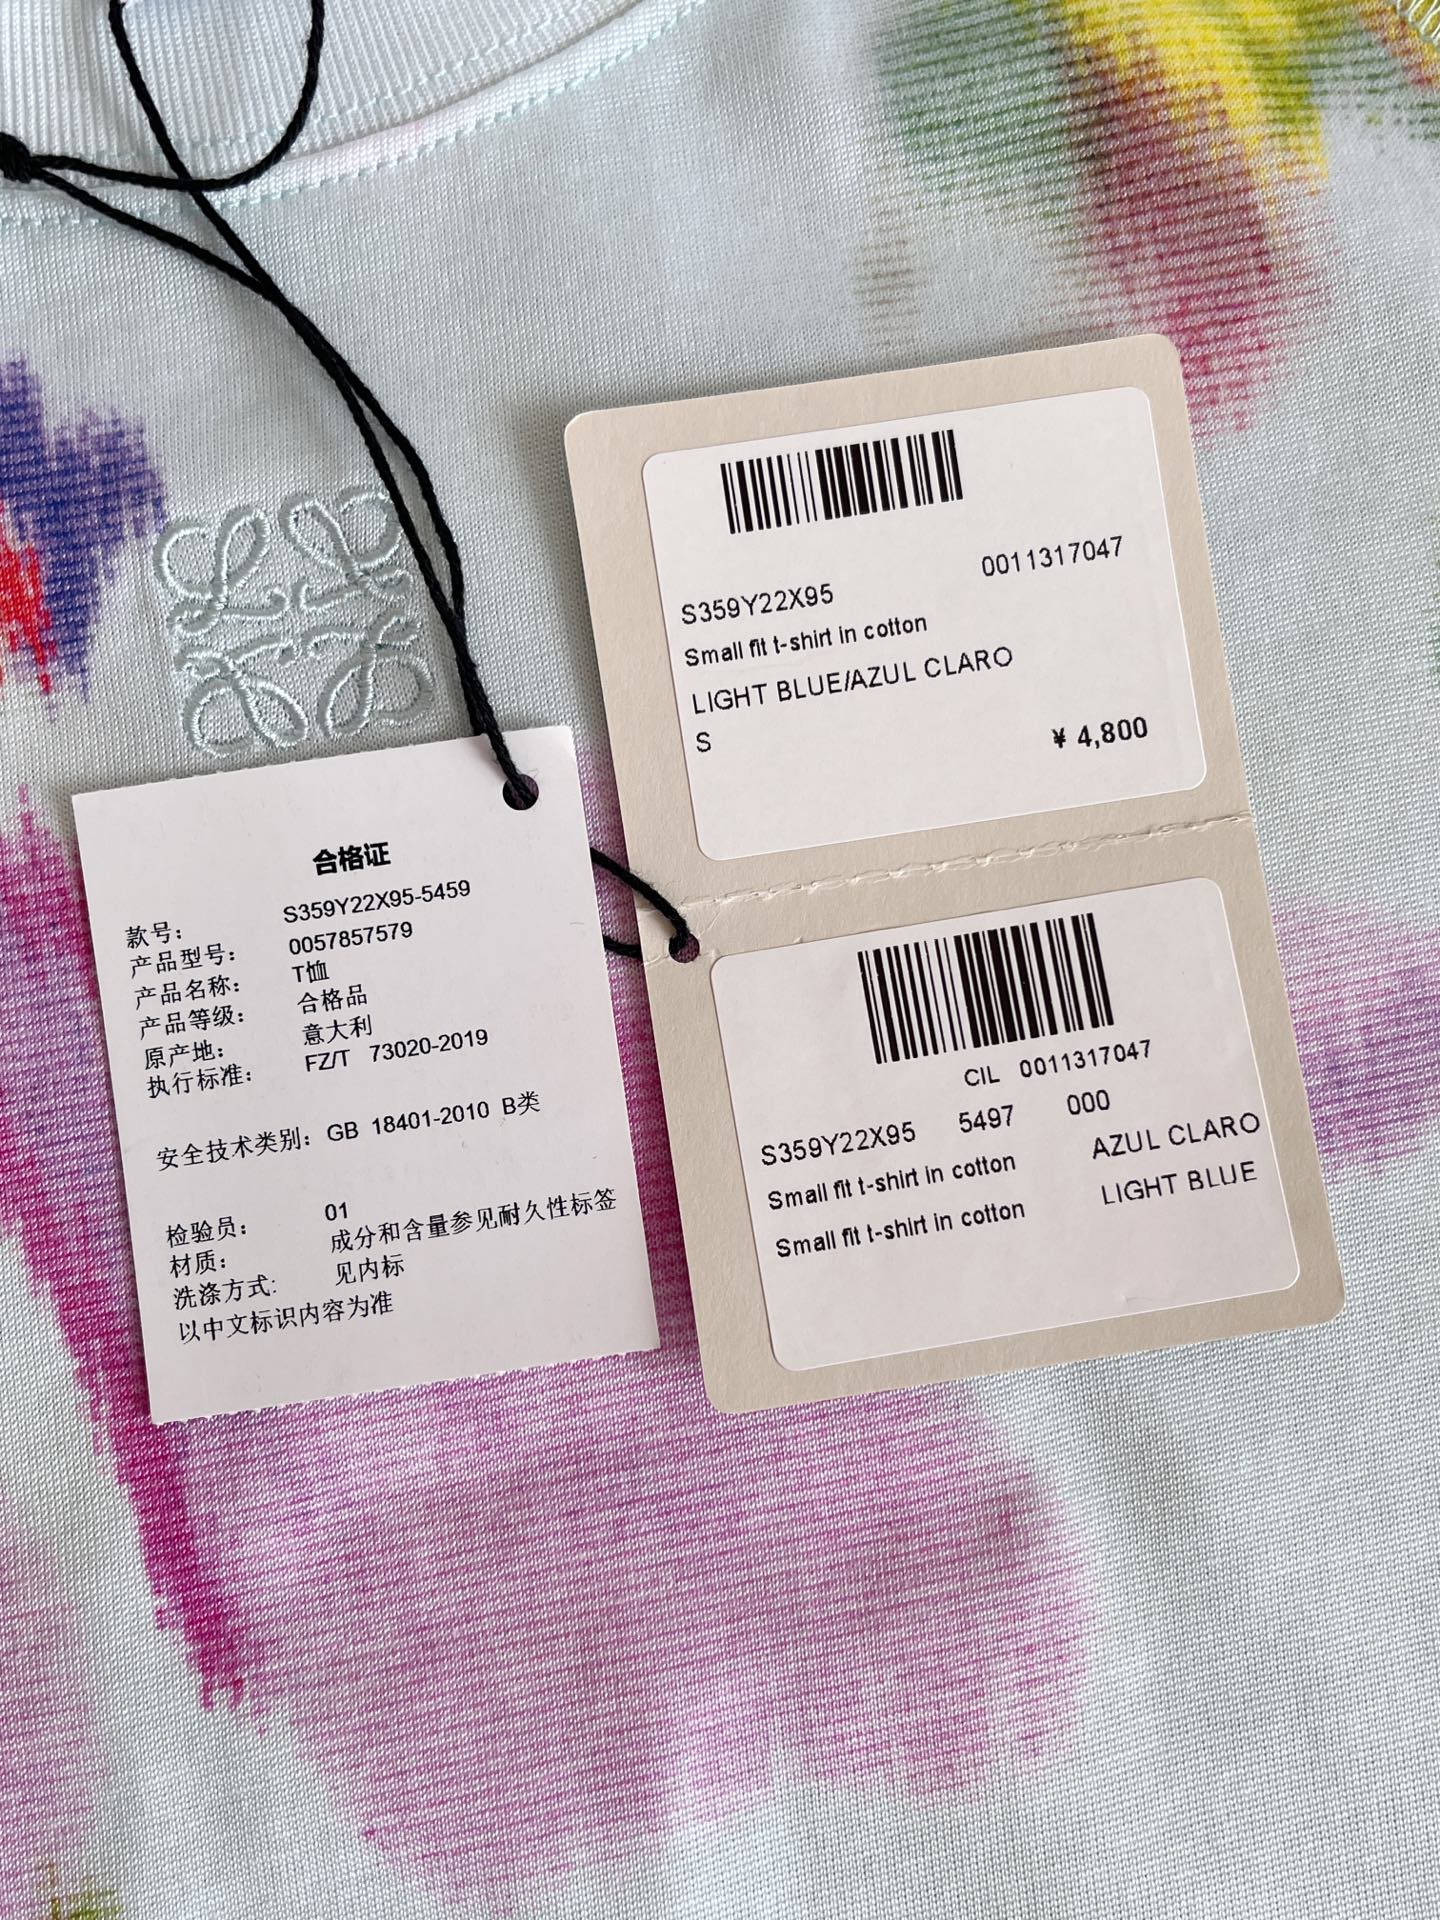 合格证
款号： S359Y22X95-5459
产品型号： 0057857579
产品名称： T恤
产品等级： 合格品
原产地： 意大利
执行标准： FZ/T 73020-2019
安全技术类别：GB 18401-2010 B类
检验员： 01
材质： 成分和含量参见耐久性标签
洗涤方式: 见内标
以中文标识内容为准
0011317047
S359Y22X95
Small fit t-shirt in cotton
LIGHT BLUE/AZUL CLARO
S ¥ 4,800
CIL 0011317047
S359Y22X95 5497 000
Small fit t-shirt in cotton AZUL CLARO
Small fit t-shirt in cotton LIGHT BLUE